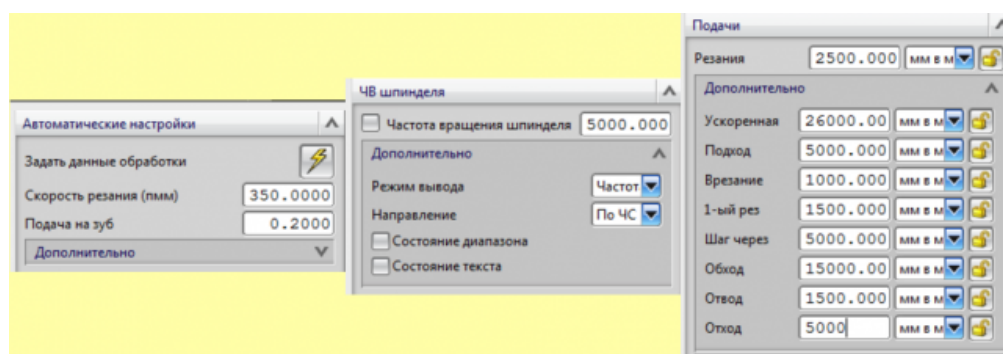 Автоматические настройки
Задать данные обработки
Скорость резания (пмм) 350.0000
Подача на зуб 0.2000
Дополнительно
ЧВ шпинделя
Частота вращения шпинделя 5000.000
Дополнительно
Режим вывода Частот
Направление По ЧС
Состояние диапазона
Состояние текста
Подачи
Резания 2500.000 мм в м
Дополнительно
Ускоренная 26000.00 мм в м
Подход 5000.000 мм в м
Врезание 1000.000 мм в м
1-ый рез 1500.000 мм в м
Шаг через 5000.000 мм в м
Обход 15000.00 мм в м
Отвод 1500.000 мм в м
Отход 5000 мм в м